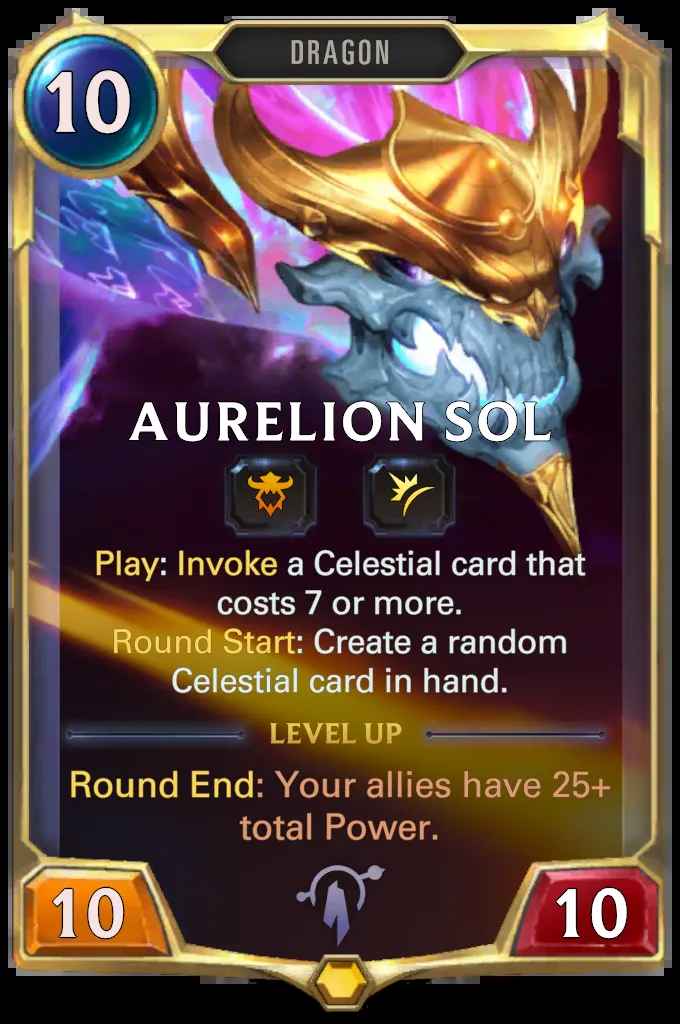 DRAGON
10
AURELION SOL
Play: Invoke a Celestial card that
costs 7 or more.
Round Start: Create a random
Celestial card in hand.
LEVEL UP
Round End: Your allies have 25+
total Power.
10
10